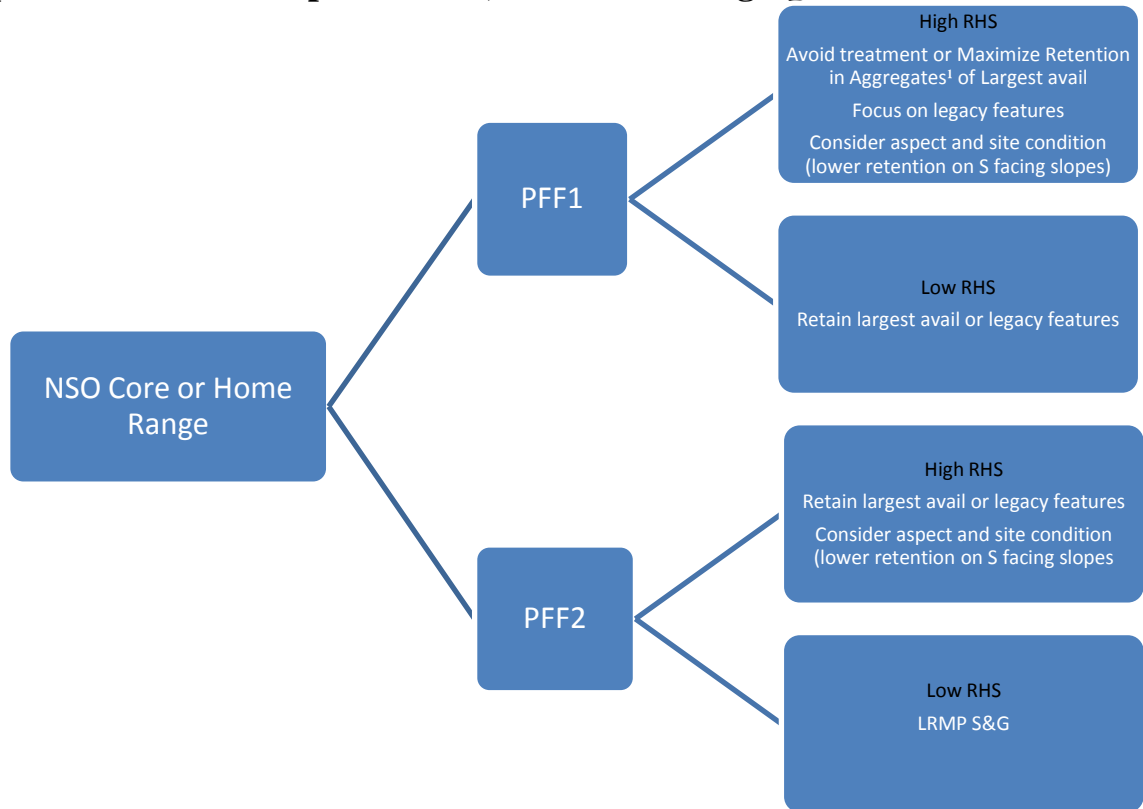 NSO Core or Home
Range
PFF1
High RHS
Avoid treatment or Maximize Retention
in Aggregates¹ of Largest avail
Focus on legacy features
Consider aspect and site condition
(lower retention on S facing slopes)
Low RHS
Retain largest avail or legacy features
PFF2
High RHS
Retain largest avail or legacy features
Consider aspect and site condition
(lower retention on S facing slopes
Low RHS
LRMP S&G